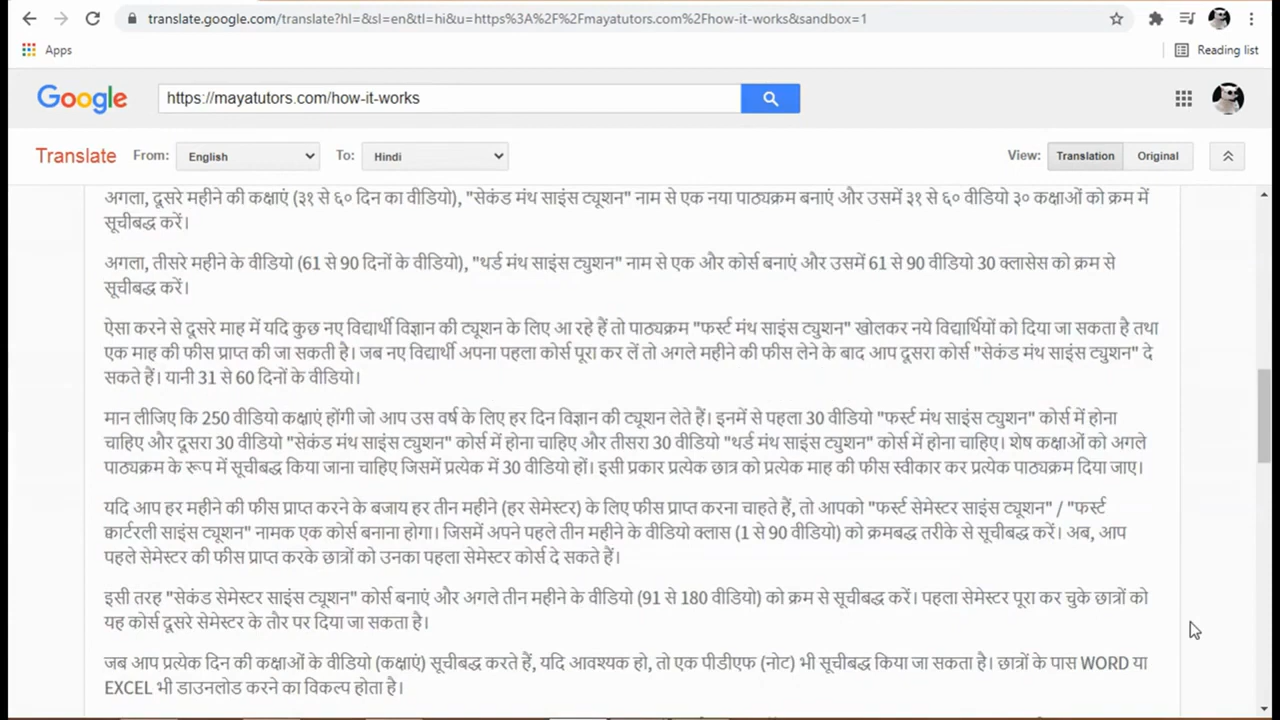 translate.google.com/translate?hl=&sl=en&tl=hi&u=https%3A%2F%2Fmayatutors.com%2Fhow-it-works&sandbox=1
Apps
Reading list
Google
https://mayatutors.com/how-it-works
Translate From: English To: Hindi View: Translation Original
अगला, दूसरे महीने की कक्षाएं (३१ से ६० दिन का वीडियो), "सेकंड मंथ साइंस ट्यूशन" नाम से एक नया पाठ्यक्रम बनाएं और उसमें ३१ से ६० वीडियो ३० कक्षाओं को क्रम में
सूचीबद्ध करें।
अगला, तीसरे महीने के वीडियो (61 से 90 दिनों के वीडियो), "थर्ड मंथ साइंस ट्युशन" नाम से एक और कोर्स बनाएं और उसमें 61 से 90 वीडियो 30 क्लासेस को क्रम से
सूचीबद्ध करें।
ऐसा करने से दूसरे माह में यदि कुछ नए विद्यार्थी विज्ञान की ट्यूशन के लिए आ रहे हैं तो पाठ्यक्रम "फर्स्ट मंथ साइंस ट्युशन" खोलकर नये विद्यार्थियों को दिया जा सकता है तथा
एक माह की फीस प्राप्त की जा सकती है। जब नए विद्यार्थी अपना पहला कोर्स पूरा कर लें तो अगले महीने की फीस लेने के बाद आप दूसरा कोर्स "सेकंड मंथ साइंस ट्युशन" दे
सकते हैं। यानी 31 से 60 दिनों के वीडियो।
मान लीजिए कि 250 वीडियो कक्षाएं होंगी जो आप उस वर्ष के लिए हर दिन विज्ञान की ट्यूशन लेते हैं। इनमें से पहला 30 वीडियो "फर्स्ट मंथ साइंस ट्युशन" कोर्स में होना
चाहिए और दूसरा 30 वीडियो "सेकंड मंथ साइंस ट्युशन" कोर्स में होना चाहिए और तीसरा 30 वीडियो "थर्ड मंथ साइंस ट्युशन" कोर्स में होना चाहिए। शेष कक्षाओं को अगले
पाठ्यक्रम के रूप में सूचीबद्ध किया जाना चाहिए जिसमें प्रत्येक में 30 वीडियो हों। इसी प्रकार प्रत्येक छात्र को प्रत्येक माह की फीस स्वीकार कर प्रत्येक पाठ्यक्रम दिया जाए।
यदि आप हर महीने की फीस प्राप्त करने के बजाय हर तीन महीने (हर सेमेस्टर) के लिए फीस प्राप्त करना चाहते हैं, तो आपको "फर्स्ट सेमेस्टर साइंस ट्यूशन" / "फर्स्ट
क्वार्टरली साइंस ट्यूशन" नामक एक कोर्स बनाना होगा। जिसमें अपने पहले तीन महीने के वीडियो क्लास (1 से 90 वीडियो) को क्रमबद्ध तरीके से सूचीबद्ध करें। अब, आप
पहले सेमेस्टर की फीस प्राप्त करके छात्रों को उनका पहला सेमेस्टर कोर्स दे सकते हैं।
इसी तरह "सेकंड सेमेस्टर साइंस ट्यूशन" कोर्स बनाएं और अगले तीन महीने के वीडियो (91 से 180 वीडियो) को क्रम से सूचीबद्ध करें। पहला सेमेस्टर पूरा कर चुके छात्रों को
यह कोर्स दूसरे सेमेस्टर के तौर पर दिया जा सकता है।
जब आप प्रत्येक दिन की कक्षाओं के वीडियो (कक्षाएं) सूचीबद्ध करते हैं, यदि आवश्यक हो, तो एक पीडीएफ (नोट) भी सूचीबद्ध किया जा सकता है। छात्रों के पास WORD या
EXCEL भी डाउनलोड करने का विकल्प होता है।